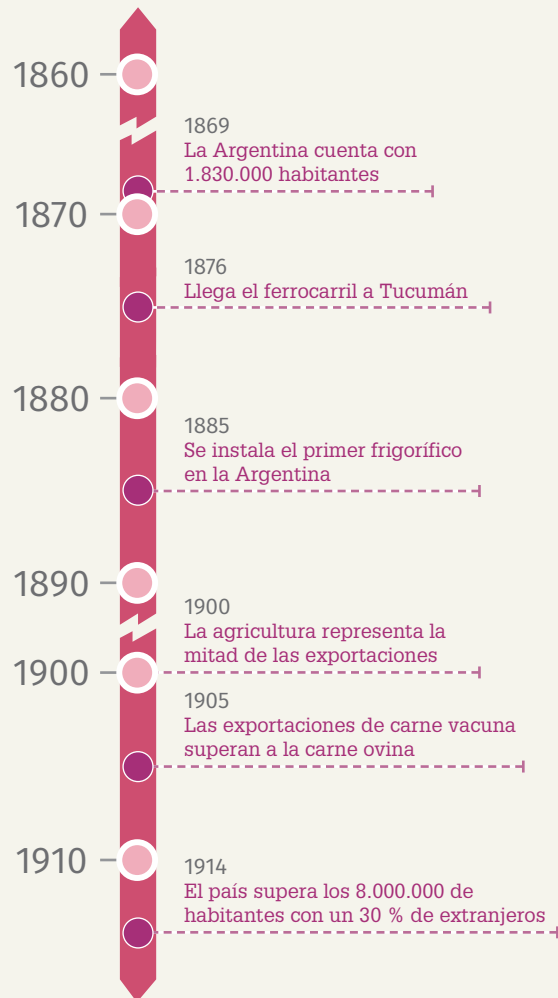 1860
1869
La Argentina cuenta con
1.830.000 habitantes
1870
1876
Llega el ferrocarril a Tucumán
1880
1885
Se instala el primer frigorífico
en la Argentina
1890
1900
La agricultura representa la
mitad de las exportaciones
1900
1905
Las exportaciones de carne vacuna
superan a la carne ovina
1910
1914
El país supera los 8.000.000 de
habitantes con un 30 % de extranjeros